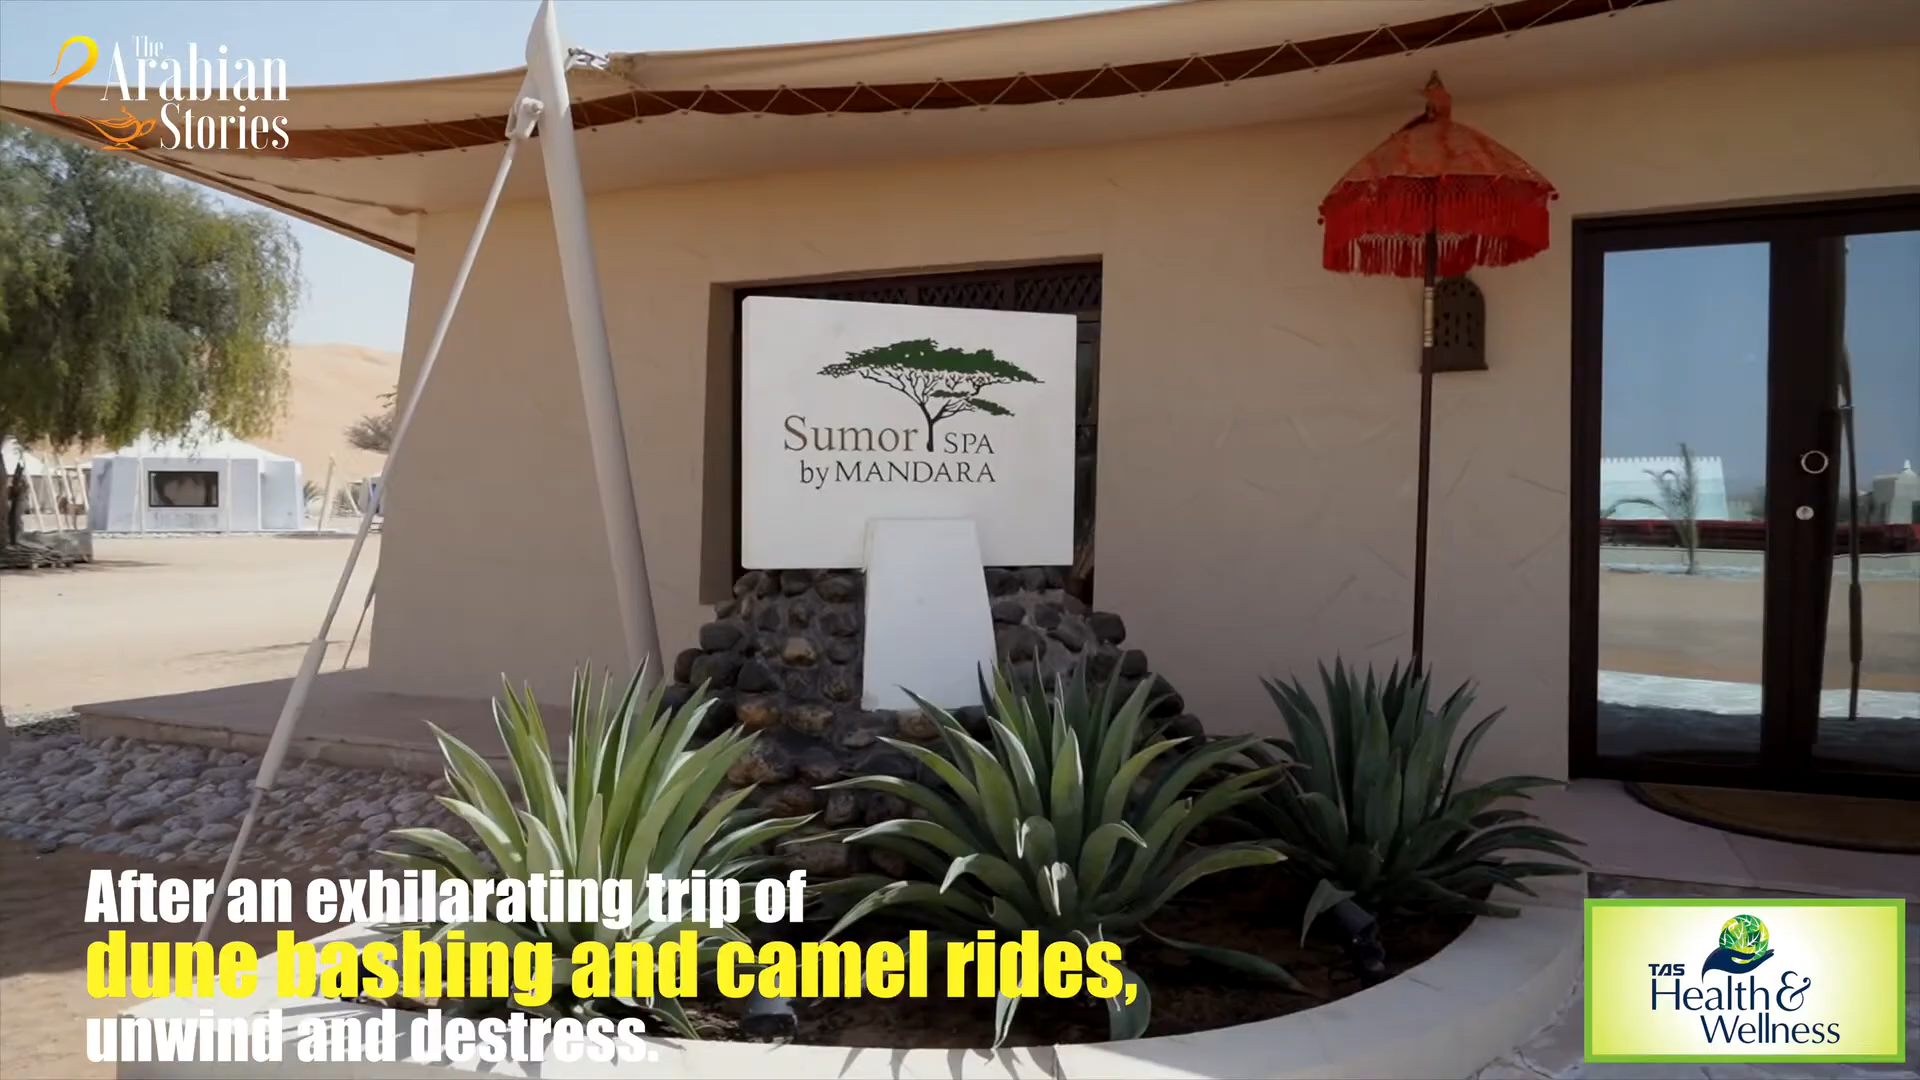 The
Arabian
Stories
Sumor SPA
by MANDARA
After an exhilarating trip of
dune bashing and camel rides,
unwind and destress.
TAS
Health &
Wellness